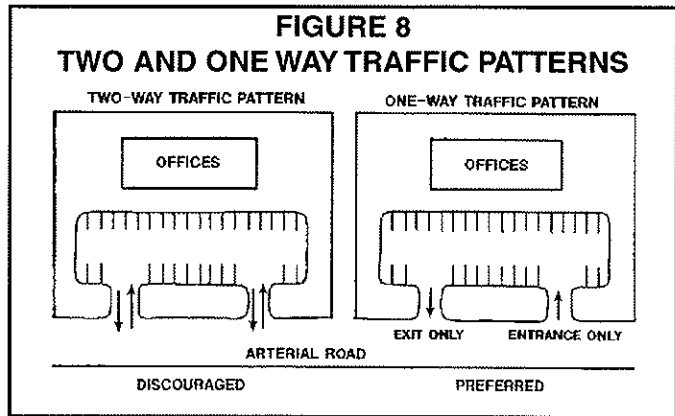 FIGURE 8
TWO AND ONE WAY TRAFFIC PATTERNS
TWO-WAY TRAFFIC PATTERN
ONE-WAY TRAFFIC PATTERN
OFFICES
OFFICES
EXIT ONLY
ENTRANCE ONLY
ARTERIAL ROAD
DISCOURAGED
PREFERRED